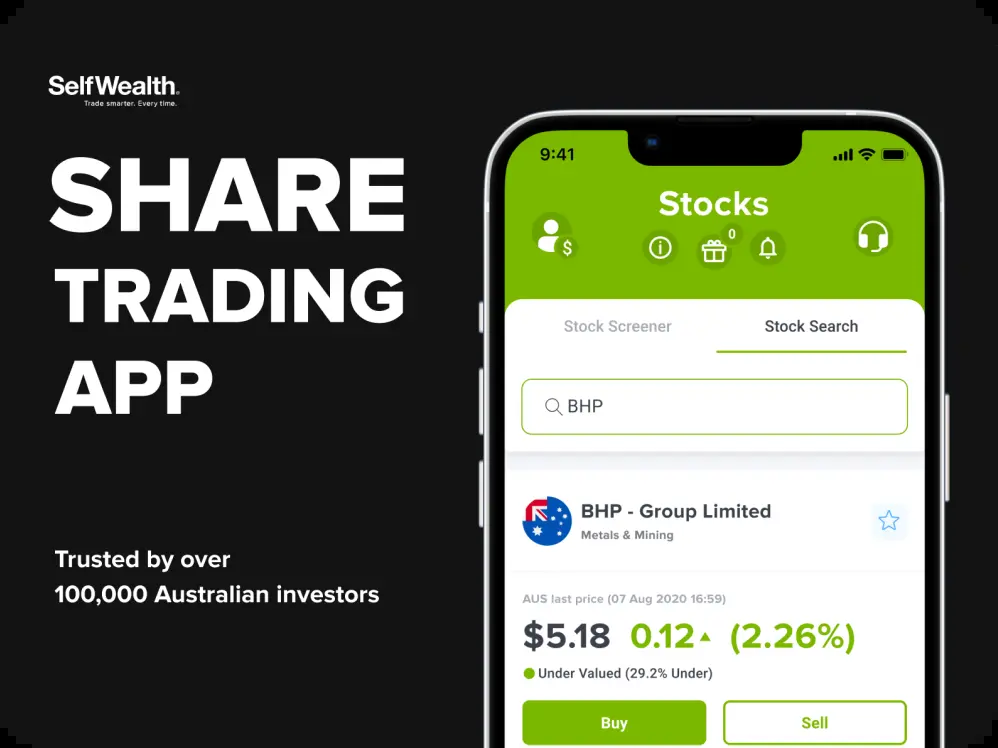 SelfWealth.
Trade smarter. Every time.
SHARE
TRADING
APP
Trusted by over
100,000 Australian investors
9:41
Stocks
$
0
Stock Screener
Stock Search
BHP
BHP - Group Limited
Metals & Mining
AUS last price (07 Aug 2020 16:59)
$5.18 0.12 (2.26%)
Under Valued (29.2% Under)
Buy
Sell